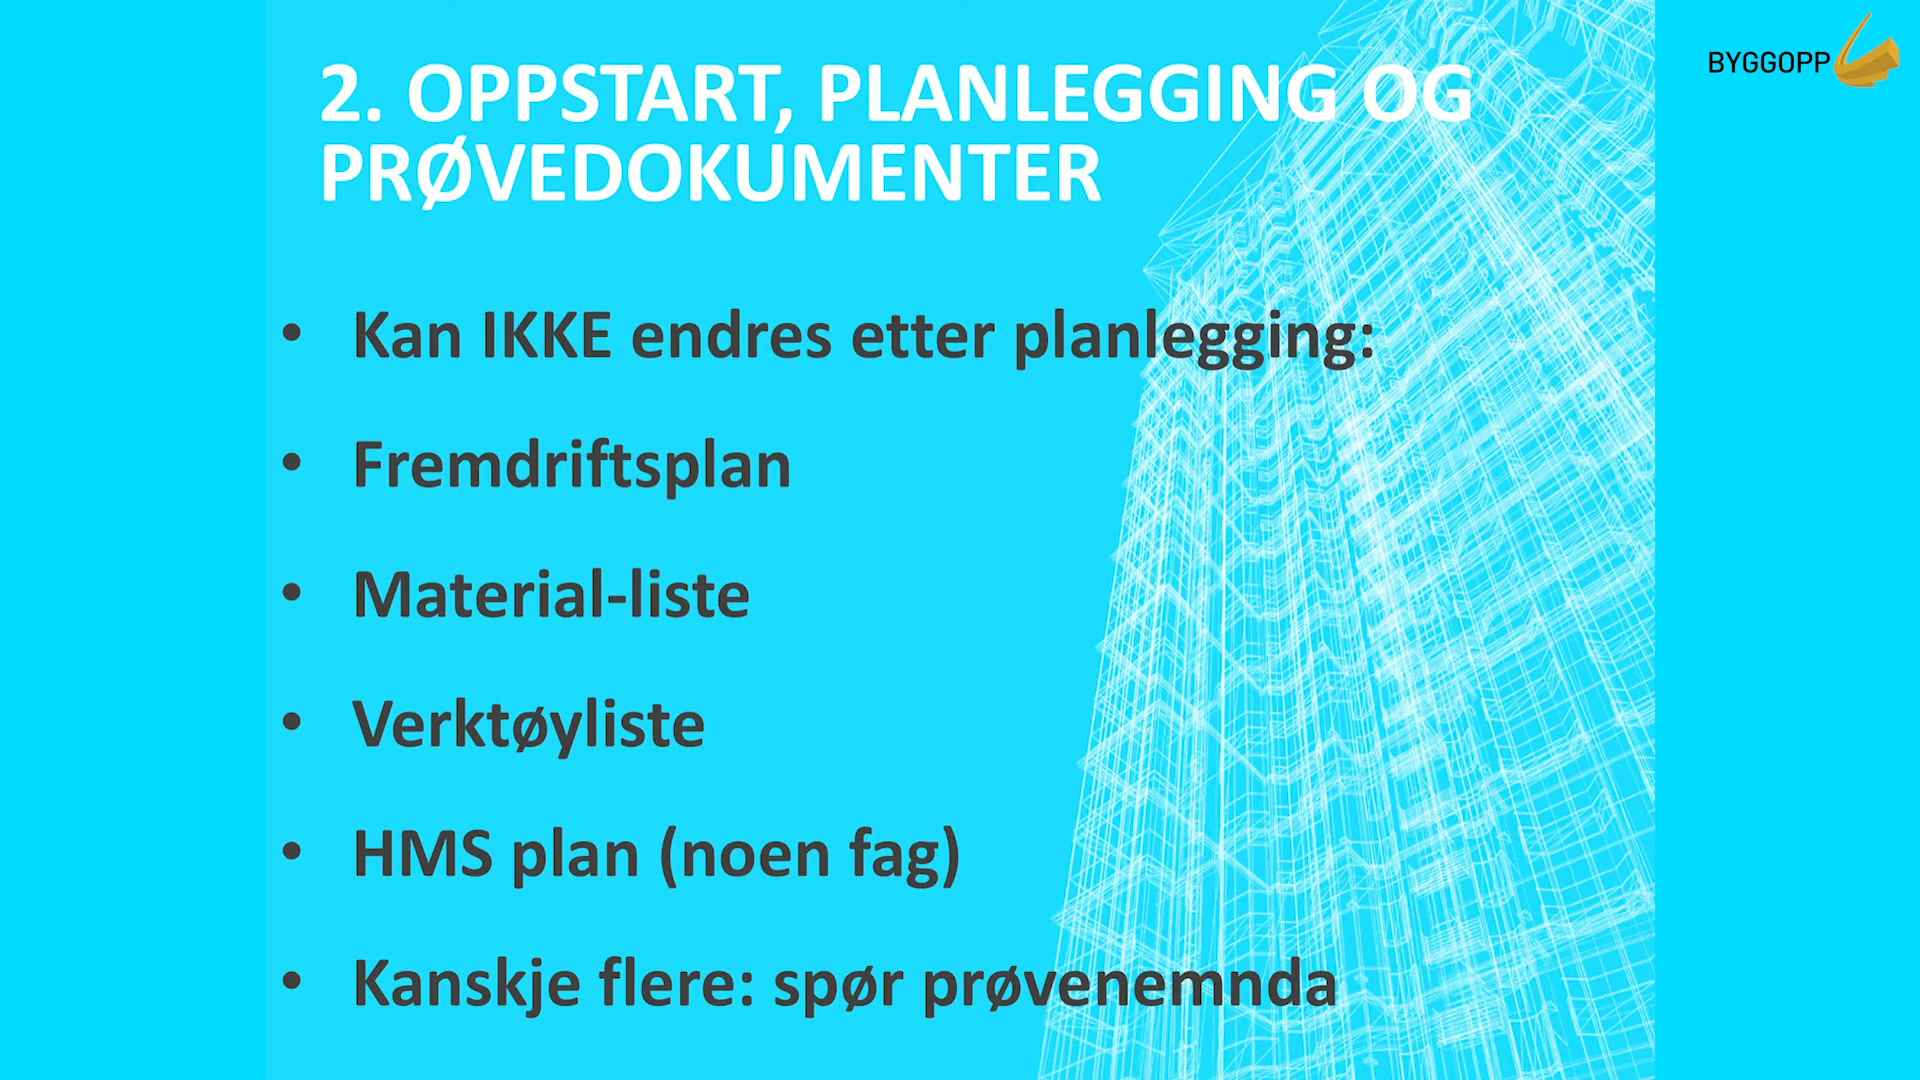 BYGGOPP
2. OPPSTART, PLANLEGGING OG
PRØVEDOKUMENTER
• Kan IKKE endres etter planlegging:
• Fremdriftsplan
• Material-liste
• Verktøyliste
• HMS plan (noen fag)
• Kanskje flere: spør prøvenemnda